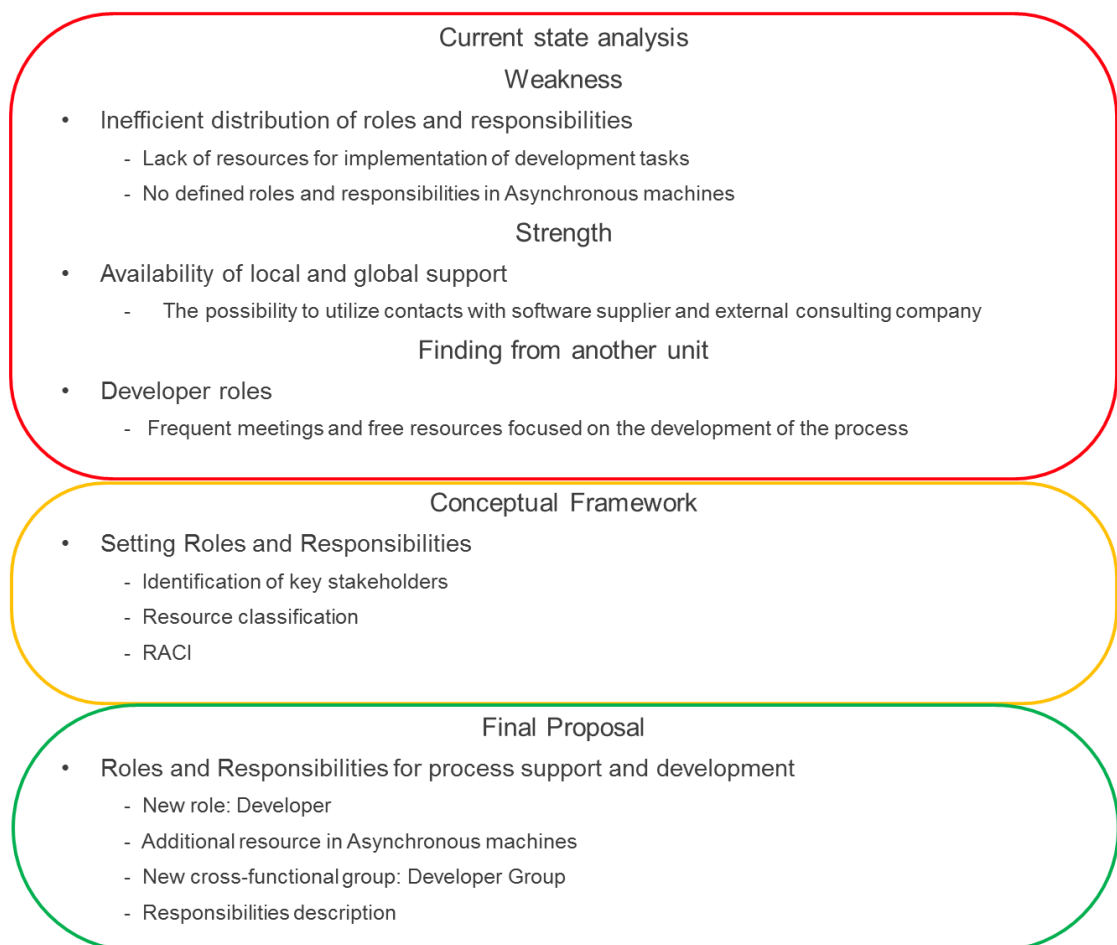 Current state analysis
Weakness
• Inefficient distribution of roles and responsibilities
- Lack of resources for implementation of development tasks
- No defined roles and responsibilities in Asynchronous machines
Strength
• Availability of local and global support
- The possibility to utilize contacts with software supplier and external consulting company
Finding from another unit
• Developer roles
- Frequent meetings and free resources focused on the development of the process
Conceptual Framework
• Setting Roles and Responsibilities
- Identification of key stakeholders
- Resource classification
- RACI
Final Proposal
• Roles and Responsibilities for process support and development
- New role: Developer
- Additional resource in Asynchronous machines
- New cross-functional group: Developer Group
- Responsibilities description